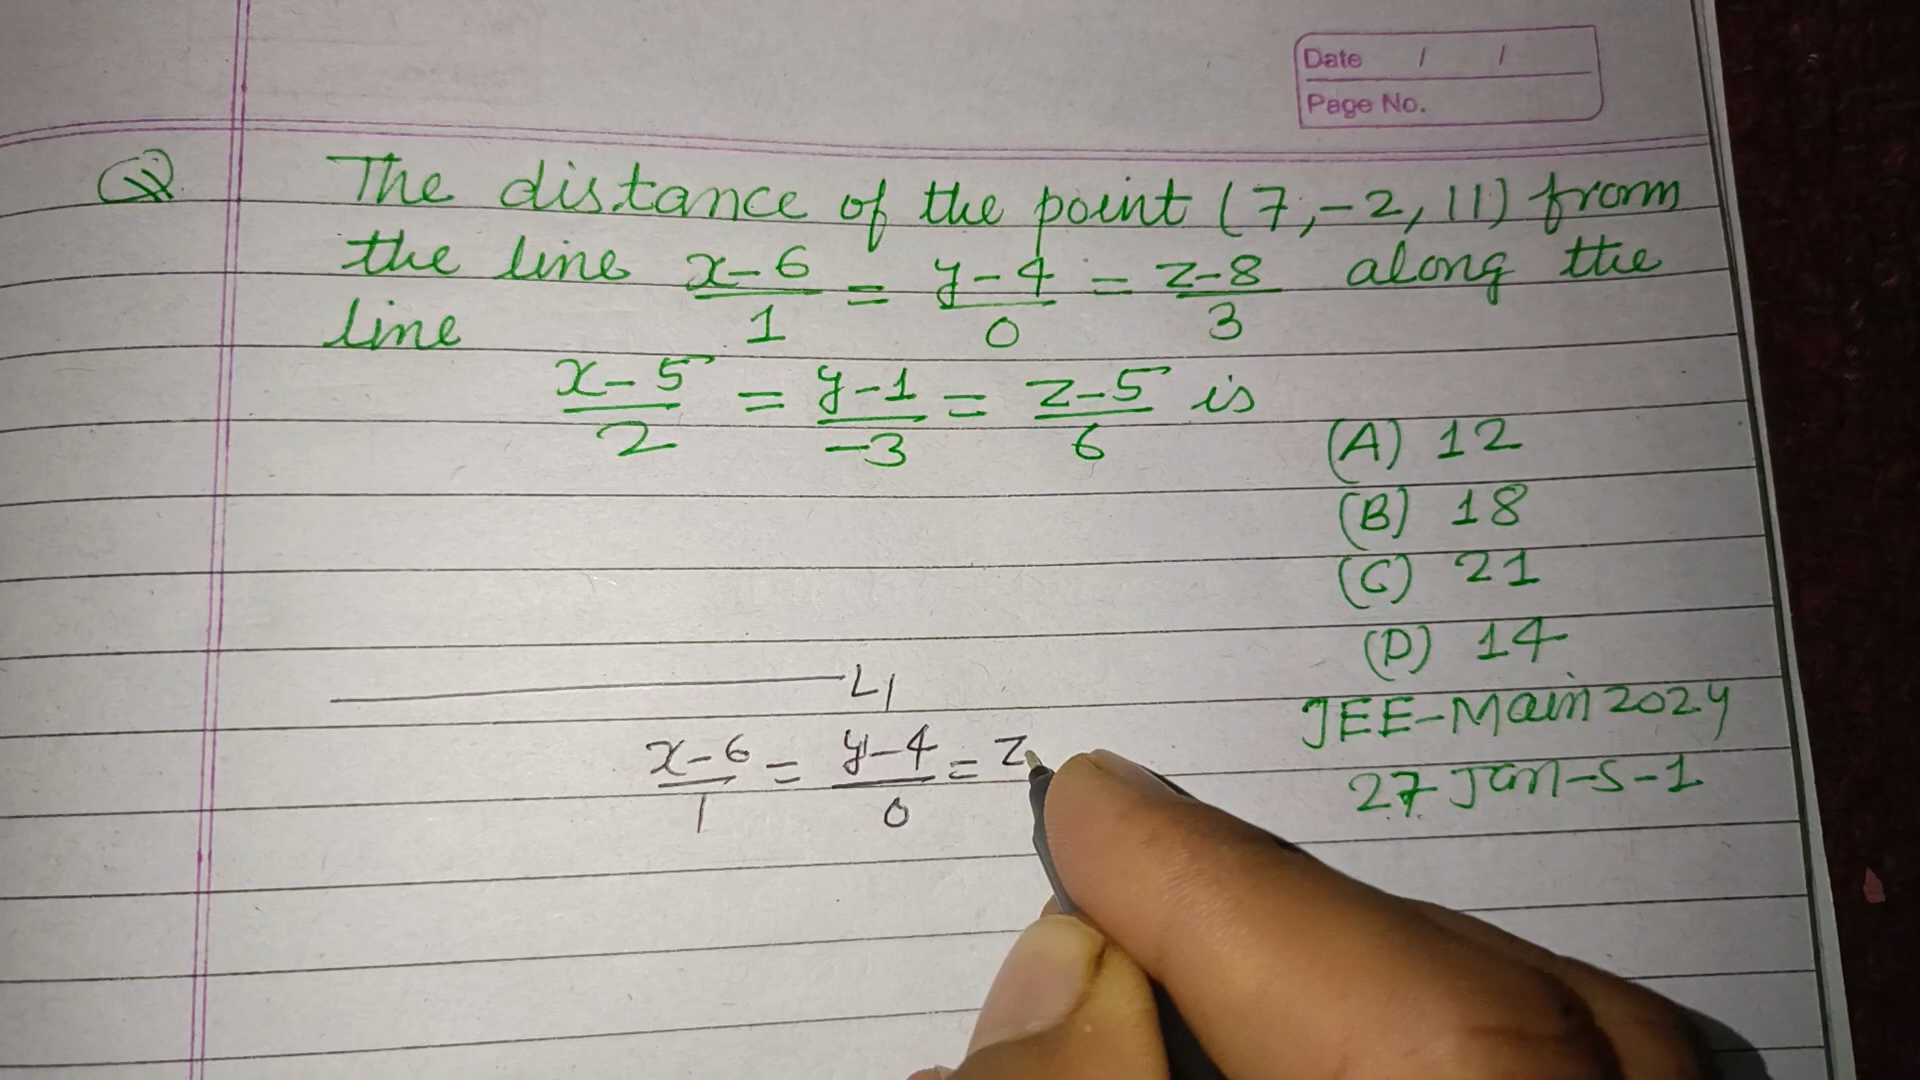 Date / /
Page No.
Q The distance of the point (7,-2,11) from
the line x-6/1 = y-4/0 = z-8/3 along the
line
x-5/2 = y-1/-3 = z-5/6 is
(A) 12
(B) 18
(C) 21
(D) 14
JEE-Main 2024
27 Jan-S-1
L1
x-6/1 = y-4/0 = z